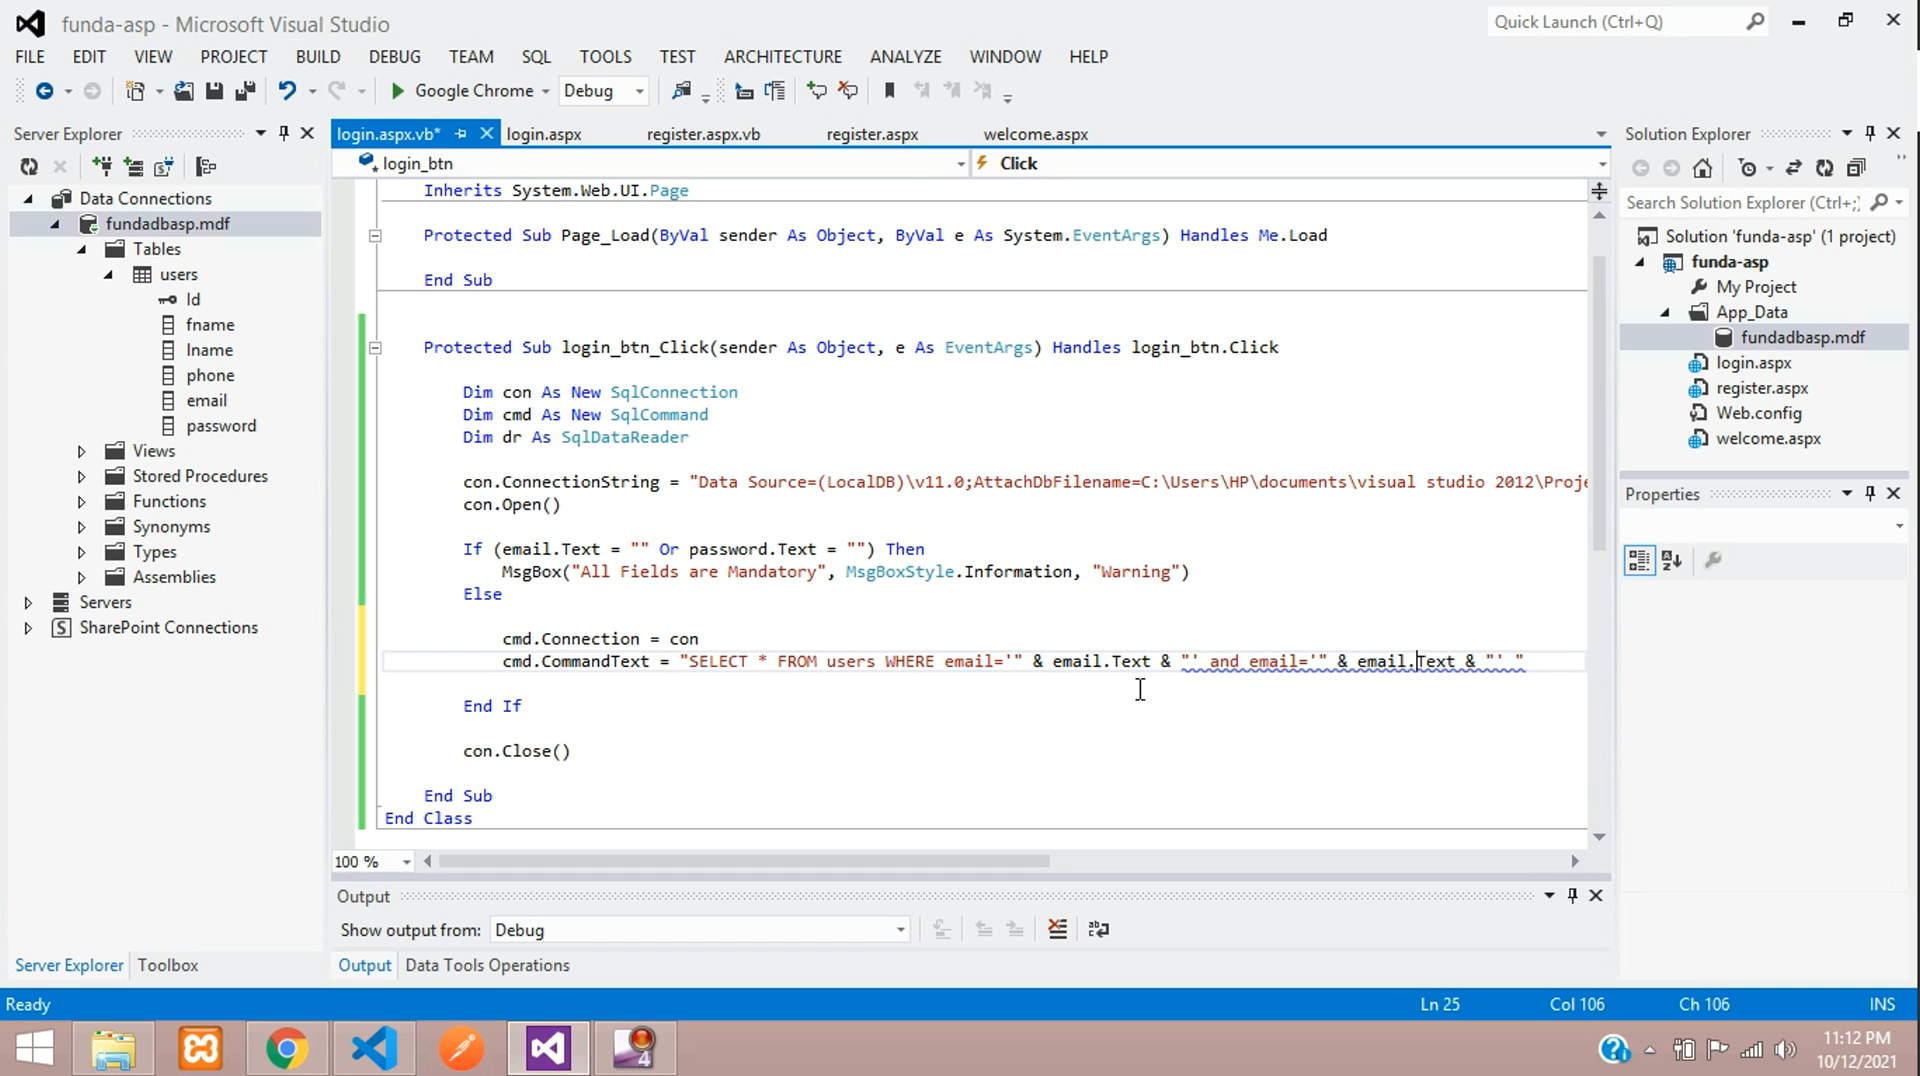 funda-asp - Microsoft Visual Studio
Quick Launch (Ctrl+Q)
FILE EDIT VIEW PROJECT BUILD DEBUG TEAM SQL TOOLS TEST ARCHITECTURE ANALYZE WINDOW HELP
Google Chrome Debug
Server Explorer
login.aspx.vb* login.aspx register.aspx.vb register.aspx welcome.aspx
Solution Explorer
login_btn Click
Data Connections
fundadbasp.mdf
Tables
users
Id
fname
lname
phone
email
password
Views
Stored Procedures
Functions
Synonyms
Types
Assemblies
Servers
SharePoint Connections
Inherits System.Web.UI.Page
Protected Sub Page_Load(ByVal sender As Object, ByVal e As System.EventArgs) Handles Me.Load
End Sub
Protected Sub login_btn_Click(sender As Object, e As EventArgs) Handles login_btn.Click
Dim con As New SqlConnection
Dim cmd As New SqlCommand
Dim dr As SqlDataReader
con.ConnectionString = "Data Source=(LocalDB)\v11.0;AttachDbFilename=C:\Users\HP\documents\visual studio 2012\Proje
con.Open()
If (email.Text = "" Or password.Text = "") Then
MsgBox("All Fields are Mandatory", MsgBoxStyle.Information, "Warning")
Else
cmd.Connection = con
cmd.CommandText = "SELECT * FROM users WHERE email='" & email.Text & "' and email='" & email.Text & "' "
End If
con.Close()
End Sub
End Class
100 %
Search Solution Explorer (Ctrl+;)
Solution 'funda-asp' (1 project)
funda-asp
My Project
App_Data
fundadbasp.mdf
login.aspx
register.aspx
Web.config
welcome.aspx
Properties
Output
Show output from: Debug
Server Explorer Toolbox
Output Data Tools Operations
Ready Ln 25 Col 106 Ch 106 INS
4
11:12 PM
10/12/2021